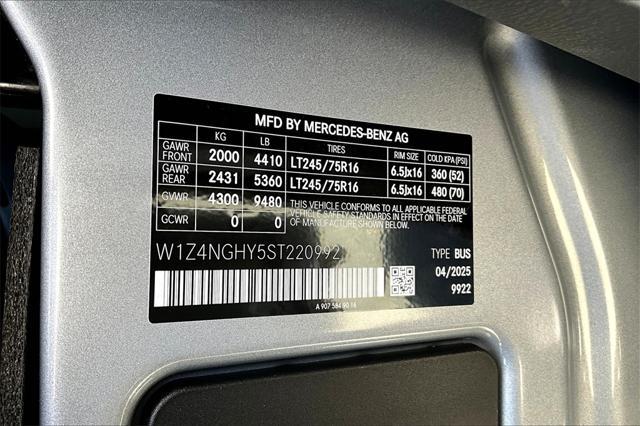 MFD BY MERCEDES-BENZ AG
KG LB TIRES RIM SIZE COLD KPA (PSI)
GAWR FRONT 2000 4410 LT245/75R16 6.5Jx16 360 (52)
GAWR REAR 2431 5360 LT245/75R16 6.5Jx16 480 (70)
GVWR 4300 9480
GCWR 0 0
THIS VEHICLE CONFORMS TO ALL APPLICABLE FEDERAL
VEHICLE SAFETY STANDARDS IN EFFECT ON THE DATE
OF MANUFACTURE SHOWN ABOVE.
W1Z4NGHY5ST220992
TYPE BUS
04/2025
9922
A 907 584 90 16